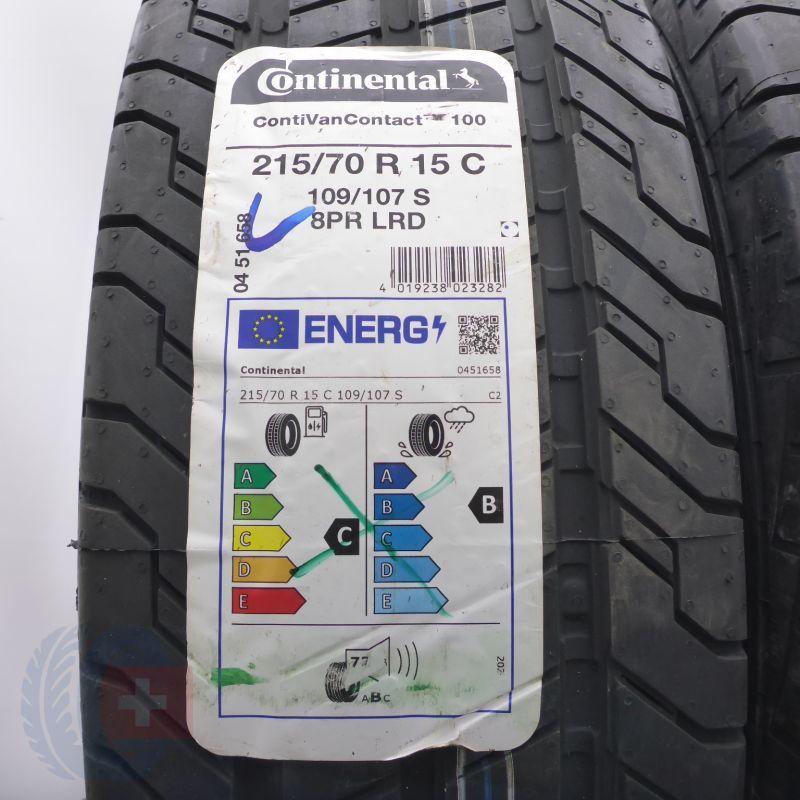 Continental
ContiVanContact™ 100
215/70 R 15 C
109/107 S
8PR LRD
04 51 658
4 019238 023282
ENERG
Continental
0451658
215/70 R 15 C 109/107 S
C2
A
B
C
D
E
C
A
B
C
D
E
B
ABC